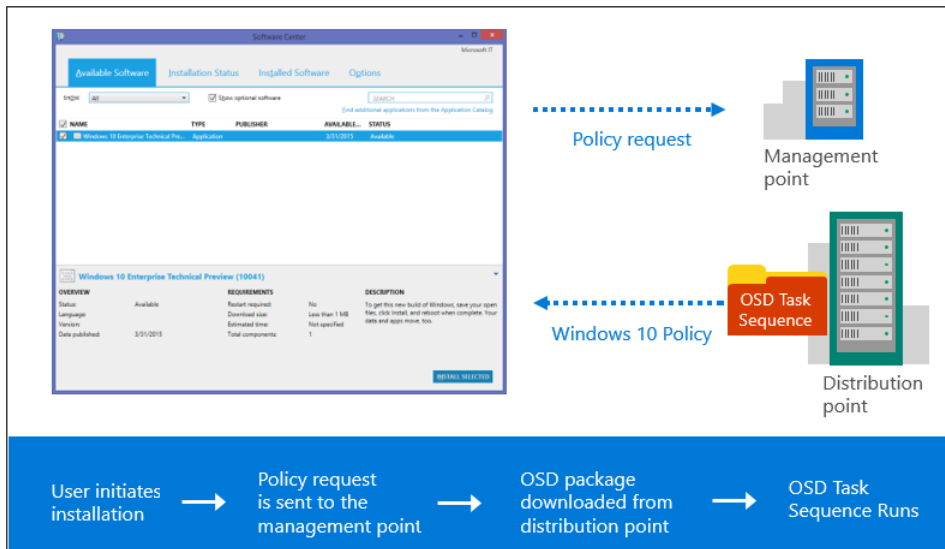 Software Center
Microsoft IT
Available Software Installation Status Installed Software Options
SHOW All Show optional software SEARCH
Find additional applications from the Application Catalog
NAME TYPE PUBLISHER AVAILABLE... STATUS
Windows 10 Enterprise Technical Pre... Application 3/31/2015 Available
Windows 10 Enterprise Technical Preview (10041)
OVERVIEW REQUIREMENTS DESCRIPTION
Status: Available Restart required: No To get this new build of Windows, save your open
Language: Download size: Less than 1 MB files, click Install, and reboot when complete. Your
Version: Estimated time: Not specified data and apps move, too.
Date published: 3/31/2015 Total components: 1
INSTALL SELECTED
Policy request
Management
point
OSD Task
Sequence
Windows 10 Policy
Distribution
point
User initiates
installation
Policy request
is sent to the
management point
OSD package
downloaded from
distribution point
OSD Task
Sequence Runs